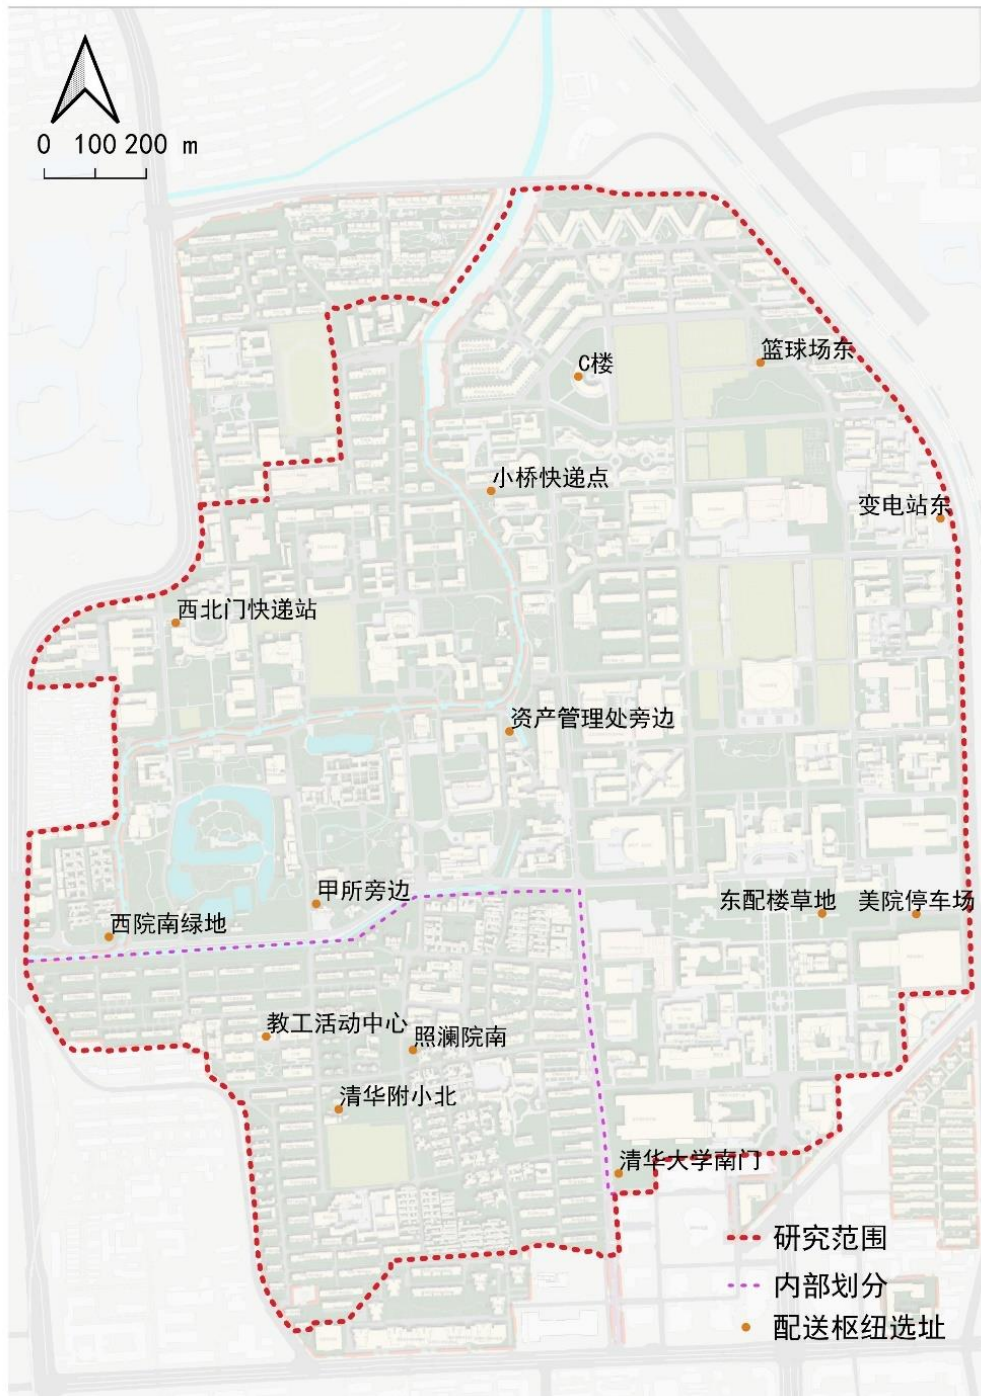 0 100 200 m
篮球场东
C楼
小桥快递点
变电站东
西北门快递站
资产管理处旁边
甲所旁边
东配楼草地
美院停车场
西院南绿地
教工活动中心
照澜院南
清华附小北
清华大学南门
研究范围
内部划分
配送枢纽选址